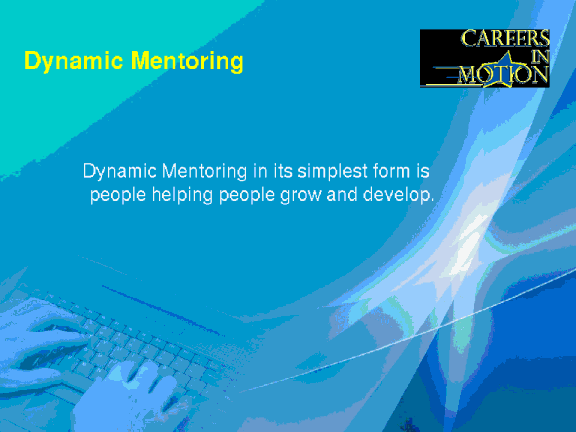 Dynamic Mentoring
CAREERS
IN
MOTION
Dynamic Mentoring in its simplest form is
people helping people grow and develop.